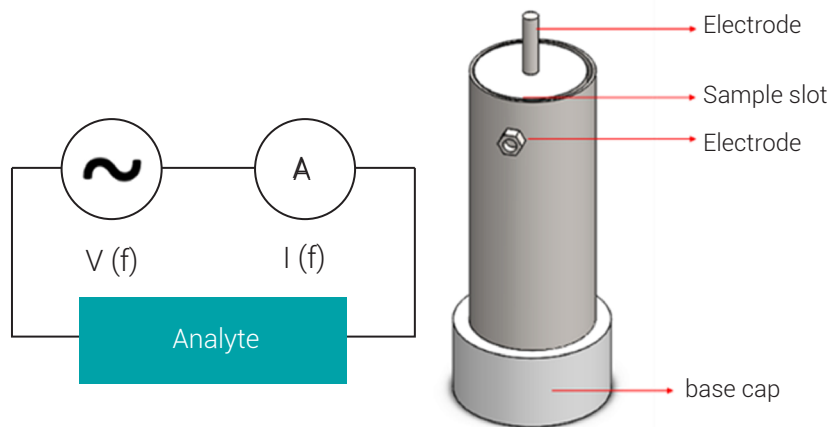 Electrode
Sample slot
Electrode
A
V (f)
I (f)
Analyte
base cap